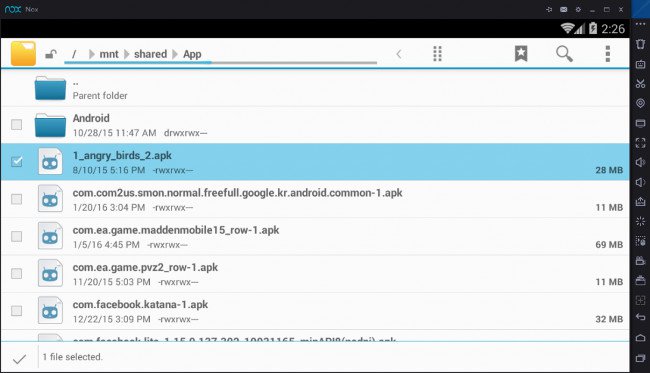 nox Nox
2:26
/ mnt shared App
..
Parent folder
Android
10/28/15 11:47 AM drwxrwx---
1_angry_birds_2.apk
8/10/15 5:16 PM -rwxrwx---
28 MB
com.com2us.smon.normal.freefull.google.kr.android.common-1.apk
1/20/16 3:04 PM -rwxrwx---
11 MB
com.ea.game.maddenmobile15_row-1.apk
1/5/16 4:45 PM -rwxrwx---
69 MB
com.ea.game.pvz2_row-1.apk
11/20/15 5:03 PM -rwxrwx---
11 MB
com.facebook.katana-1.apk
12/22/15 3:09 PM -rwxrwx---
32 MB
1 file selected.